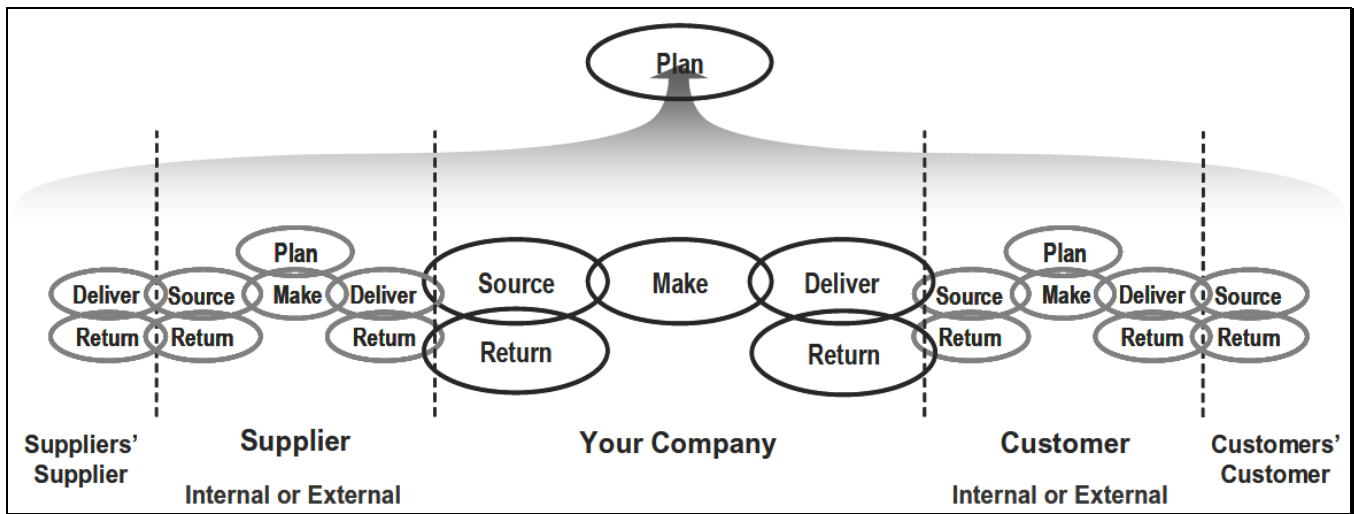 Plan
Plan
Plan
Deliver Source Make Deliver Source Make Deliver Source Make Deliver Source
Return Return Return Return Return Return Return Return
Suppliers’ Supplier Your Company Customer Customers’
Supplier Customer
Internal or External Internal or External